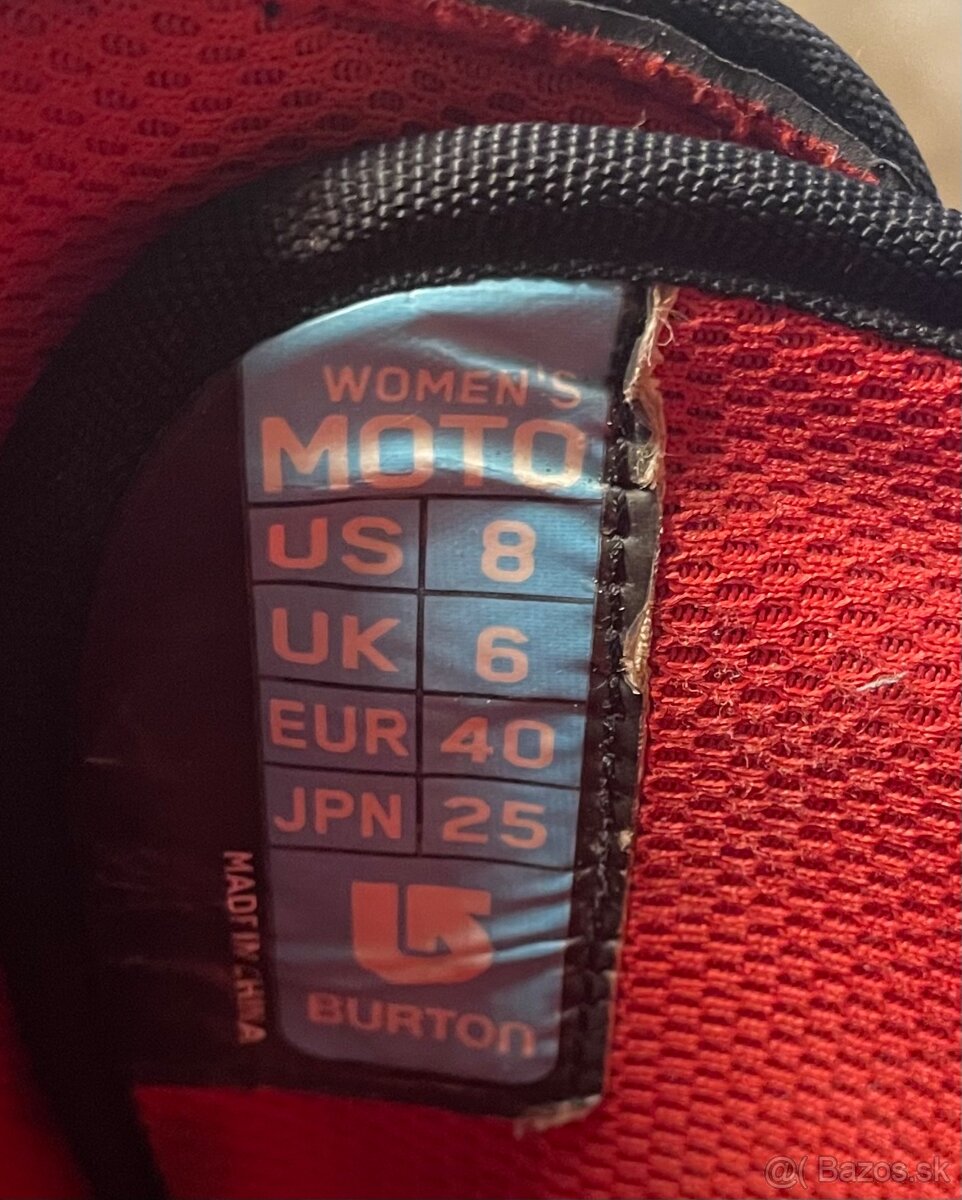 WOMEN'S
MOTO
US 8
UK 6
EUR 40
JPN 25
BURTON
MADE IN CHINA
@( Bazos.sk